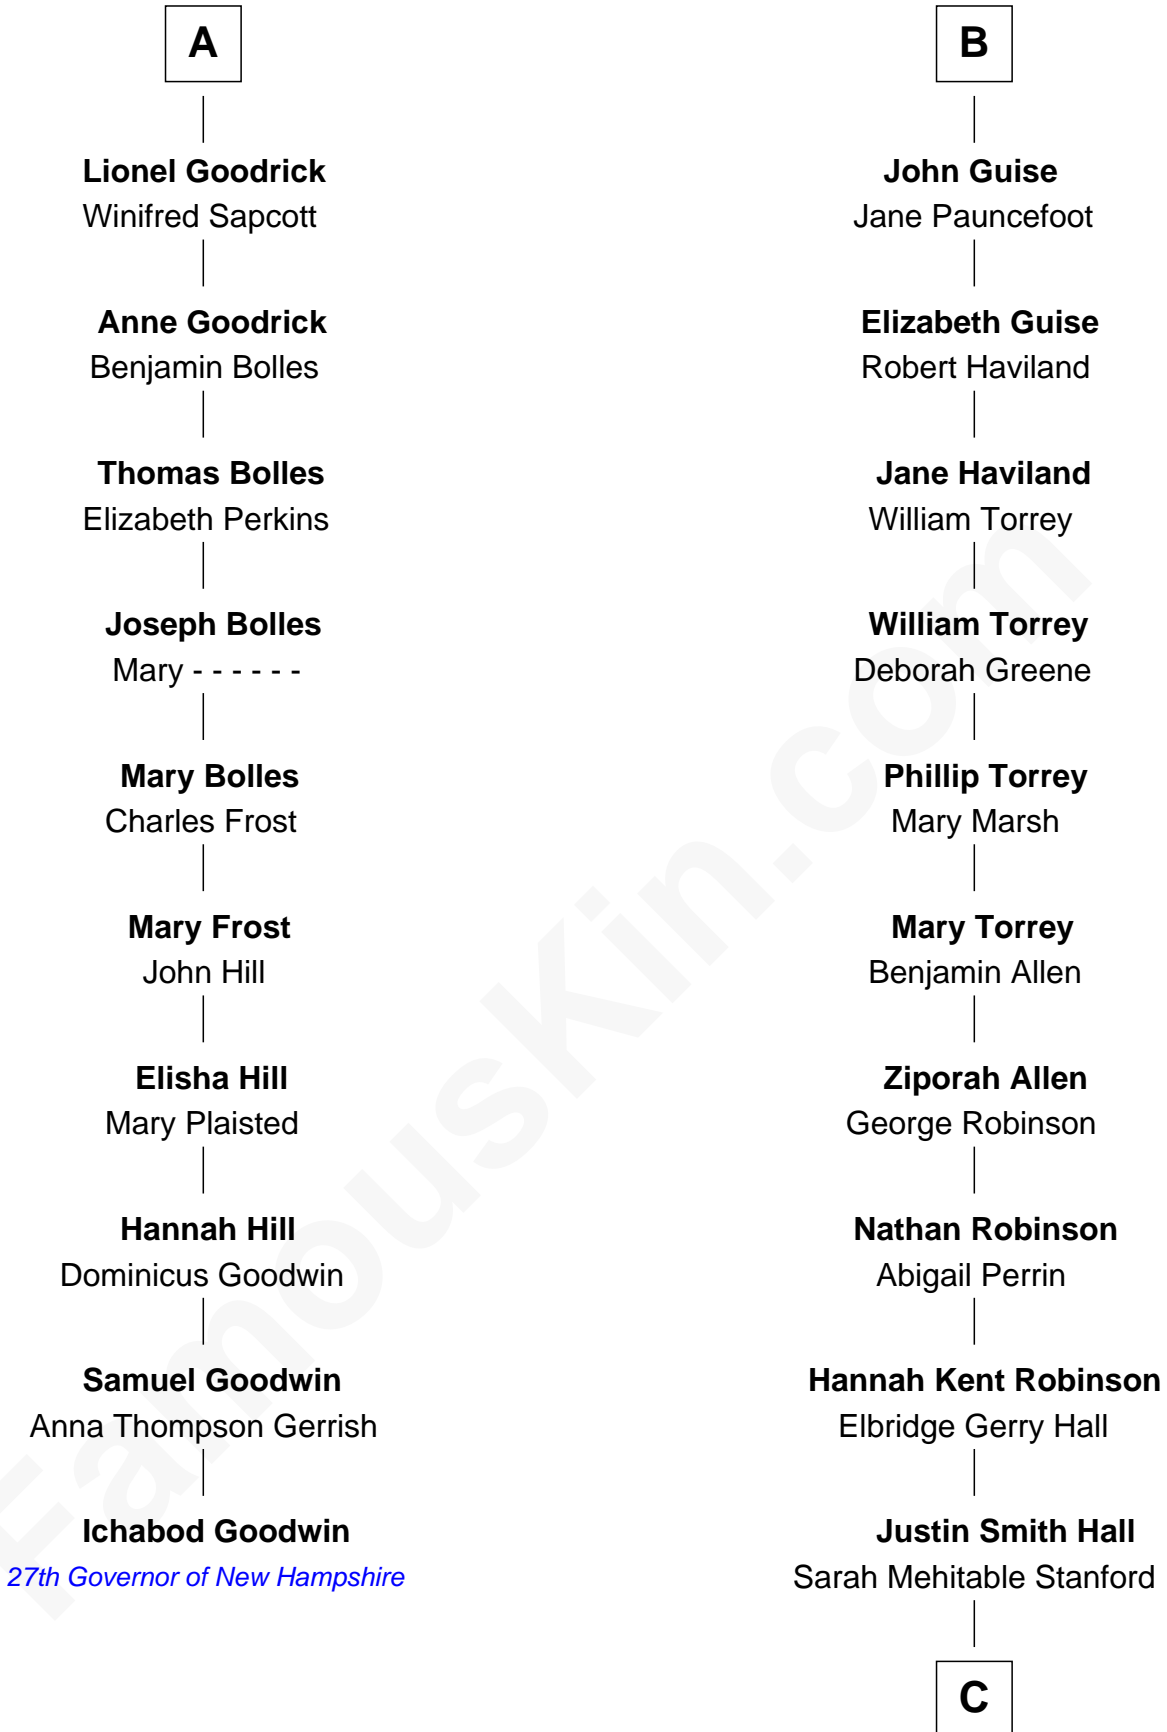 A
Lionel Goodrick
Winifred Sapcott
Anne Goodrick
Benjamin Bolles
Thomas Bolles
Elizabeth Perkins
Joseph Bolles
Mary - - - - - -
Mary Bolles
Charles Frost
Mary Frost
John Hill
Elisha Hill
Mary Plaisted
Hannah Hill
Dominicus Goodwin
Samuel Goodwin
Anna Thompson Gerrish
Ichabod Goodwin
27th Governor of New Hampshire
B
John Guise
Jane Pauncefoot
Elizabeth Guise
Robert Haviland
Jane Haviland
William Torrey
William Torrey
Deborah Greene
Phillip Torrey
Mary Marsh
Mary Torrey
Benjamin Allen
Ziporah Allen
George Robinson
Nathan Robinson
Abigail Perrin
Hannah Kent Robinson
Elbridge Gerry Hall
Justin Smith Hall
Sarah Mehitable Stanford
C
FamousKin.com